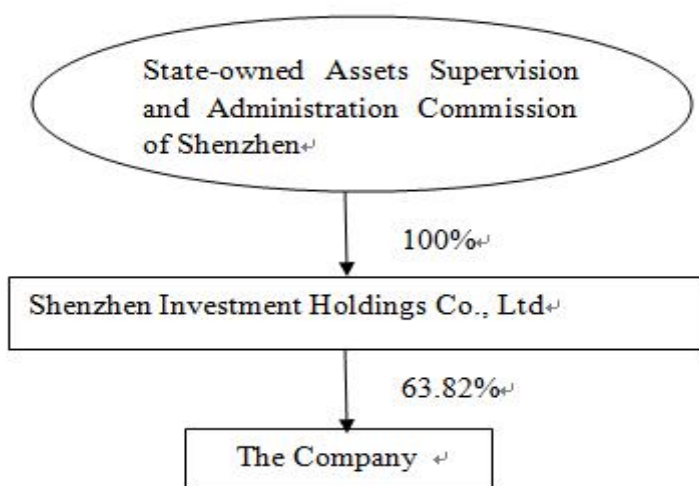 State-owned Assets Supervision
and Administration Commission
of Shenzhen↵
100%↵
Shenzhen Investment Holdings Co., Ltd↵
63.82%↵
The Company ↵